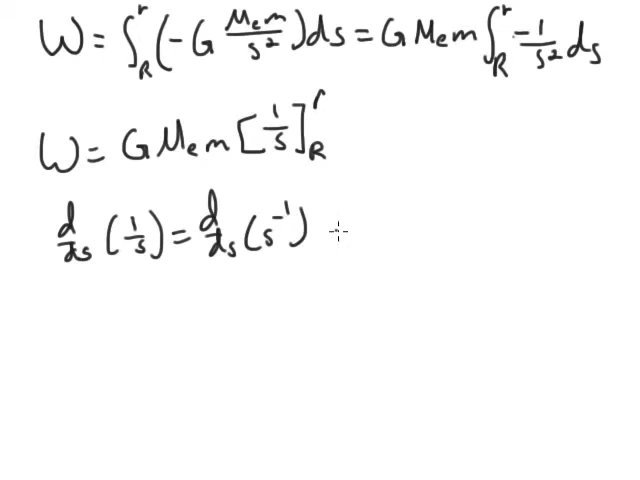 W = ∫_R^r (-G M_e m / s²) ds = G M_e m ∫_R^r -1/s² ds
W = G M_e m [1/s]_R^r
d/ds (1/s) = d/ds (s^-1)